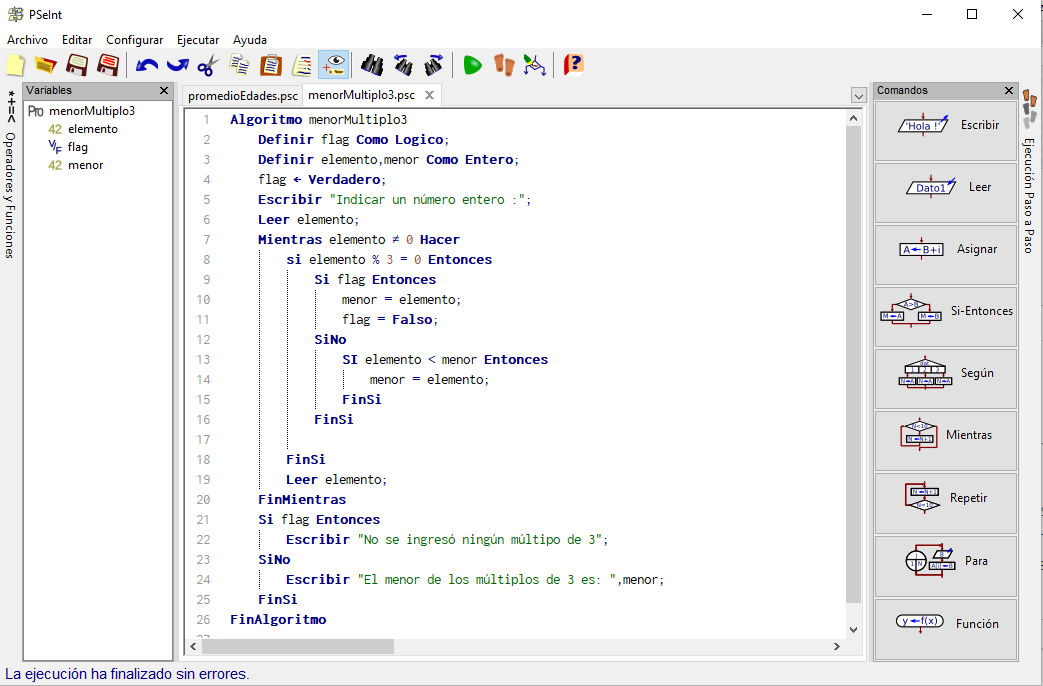 PSeInt
Archivo Editar Configurar Ejecutar Ayuda
Variables
promedioEdades.psc menorMultiplo3.psc
Comandos
Operadores y Funciones
Pro menorMultiplo3
42 elemento
VF flag
42 menor
1 Algoritmo menorMultiplo3
2 Definir flag Como Logico;
3 Definir elemento,menor Como Entero;
4 flag ← Verdadero;
5 Escribir "Indicar un número entero :";
6 Leer elemento;
7 Mientras elemento ≠ 0 Hacer
8 si elemento % 3 = 0 Entonces
9 Si flag Entonces
10 menor = elemento;
11 flag = Falso;
12 SiNo
13 SI elemento < menor Entonces
14 menor = elemento;
15 FinSi
16 FinSi
17
18 FinSi
19 Leer elemento;
20 FinMientras
21 Si flag Entonces
22 Escribir "No se ingresó ningún múltipo de 3";
23 SiNo
24 Escribir "El menor de los múltiplos de 3 es: ",menor;
25 FinSi
26 FinAlgoritmo
27
'Hola !' Escribir
Dato1 Leer
A←B+i Asignar
A>B M←A M←B Si-Entonces
Según
Mientras
Repetir
Para
y←f(x) Función
Ejecución Paso a Paso
La ejecución ha finalizado sin errores.